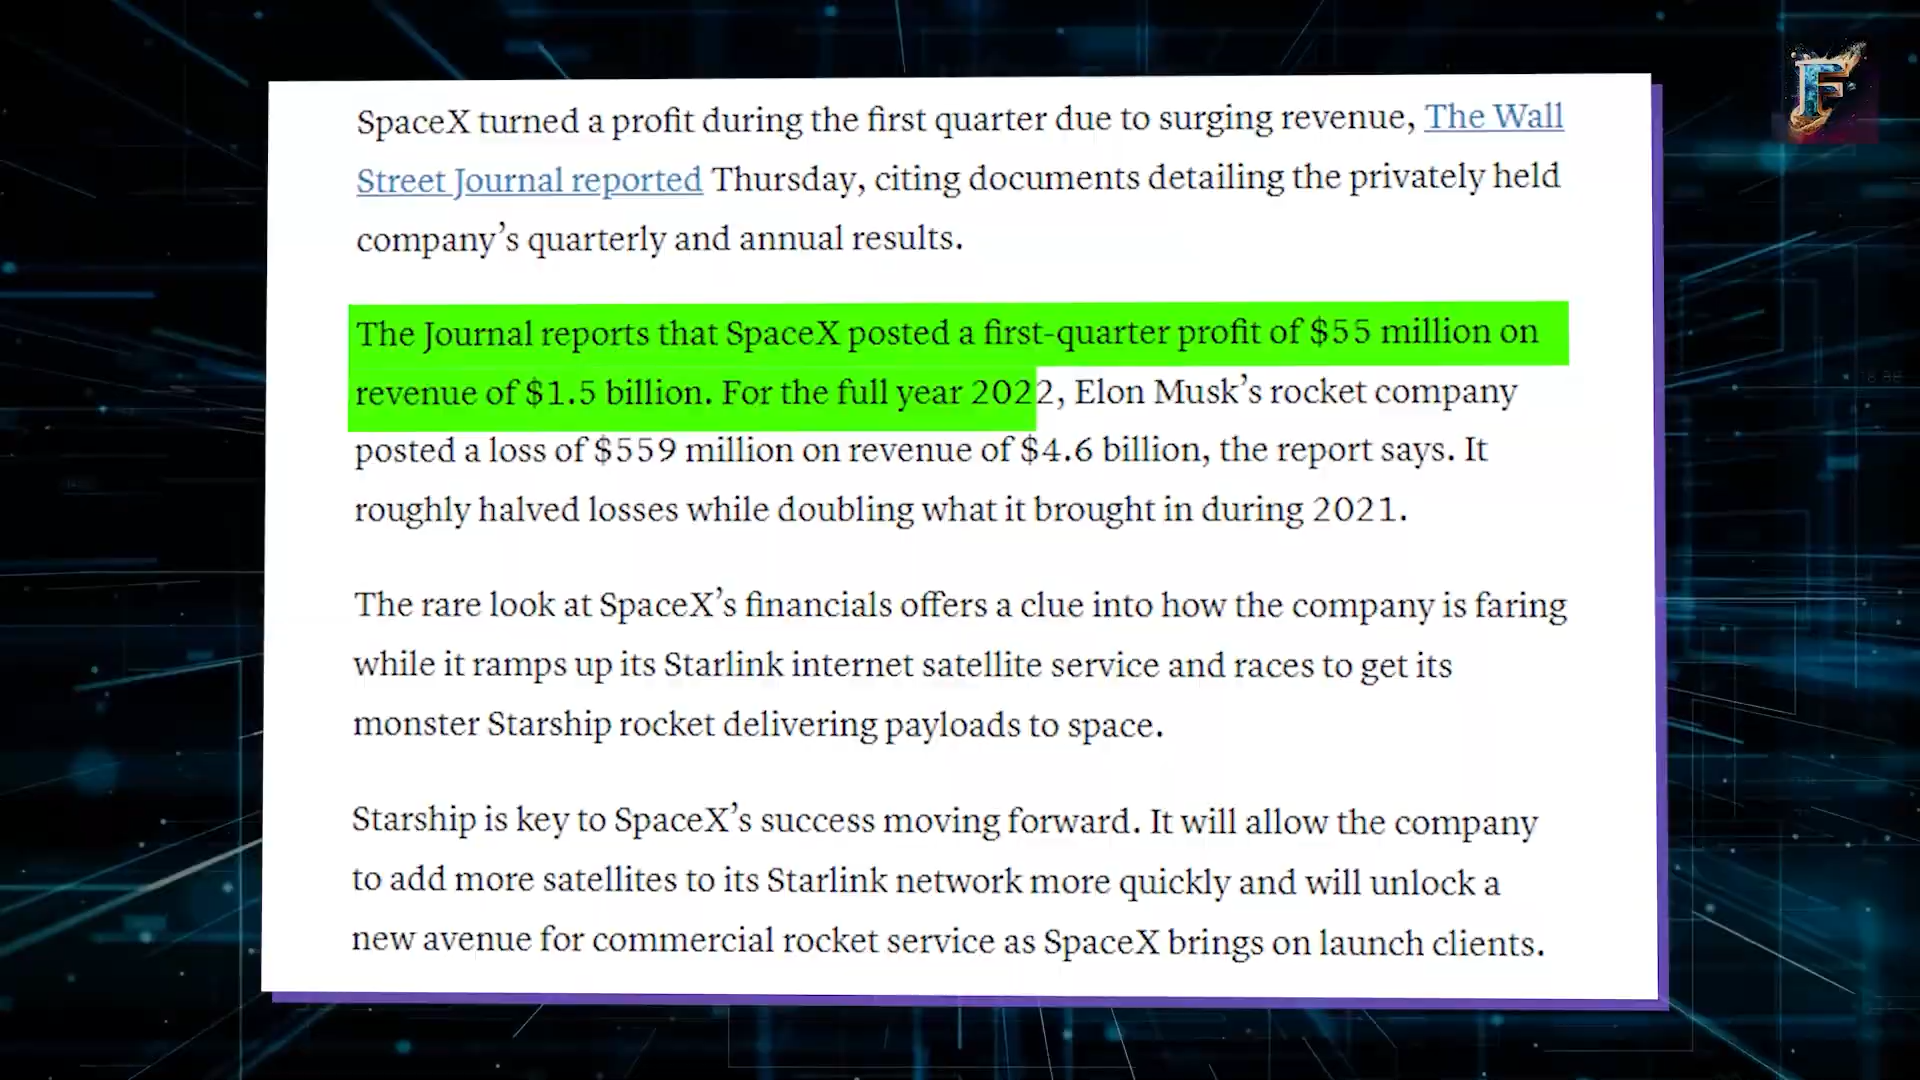 SpaceX turned a profit during the first quarter due to surging revenue, The Wall
Street Journal reported Thursday, citing documents detailing the privately held
company’s quarterly and annual results.
The Journal reports that SpaceX posted a first-quarter profit of $55 million on
revenue of $1.5 billion. For the full year 2022, Elon Musk’s rocket company
posted a loss of $559 million on revenue of $4.6 billion, the report says. It
roughly halved losses while doubling what it brought in during 2021.
The rare look at SpaceX’s financials offers a clue into how the company is faring
while it ramps up its Starlink internet satellite service and races to get its
monster Starship rocket delivering payloads to space.
Starship is key to SpaceX’s success moving forward. It will allow the company
to add more satellites to its Starlink network more quickly and will unlock a
new avenue for commercial rocket service as SpaceX brings on launch clients.
F